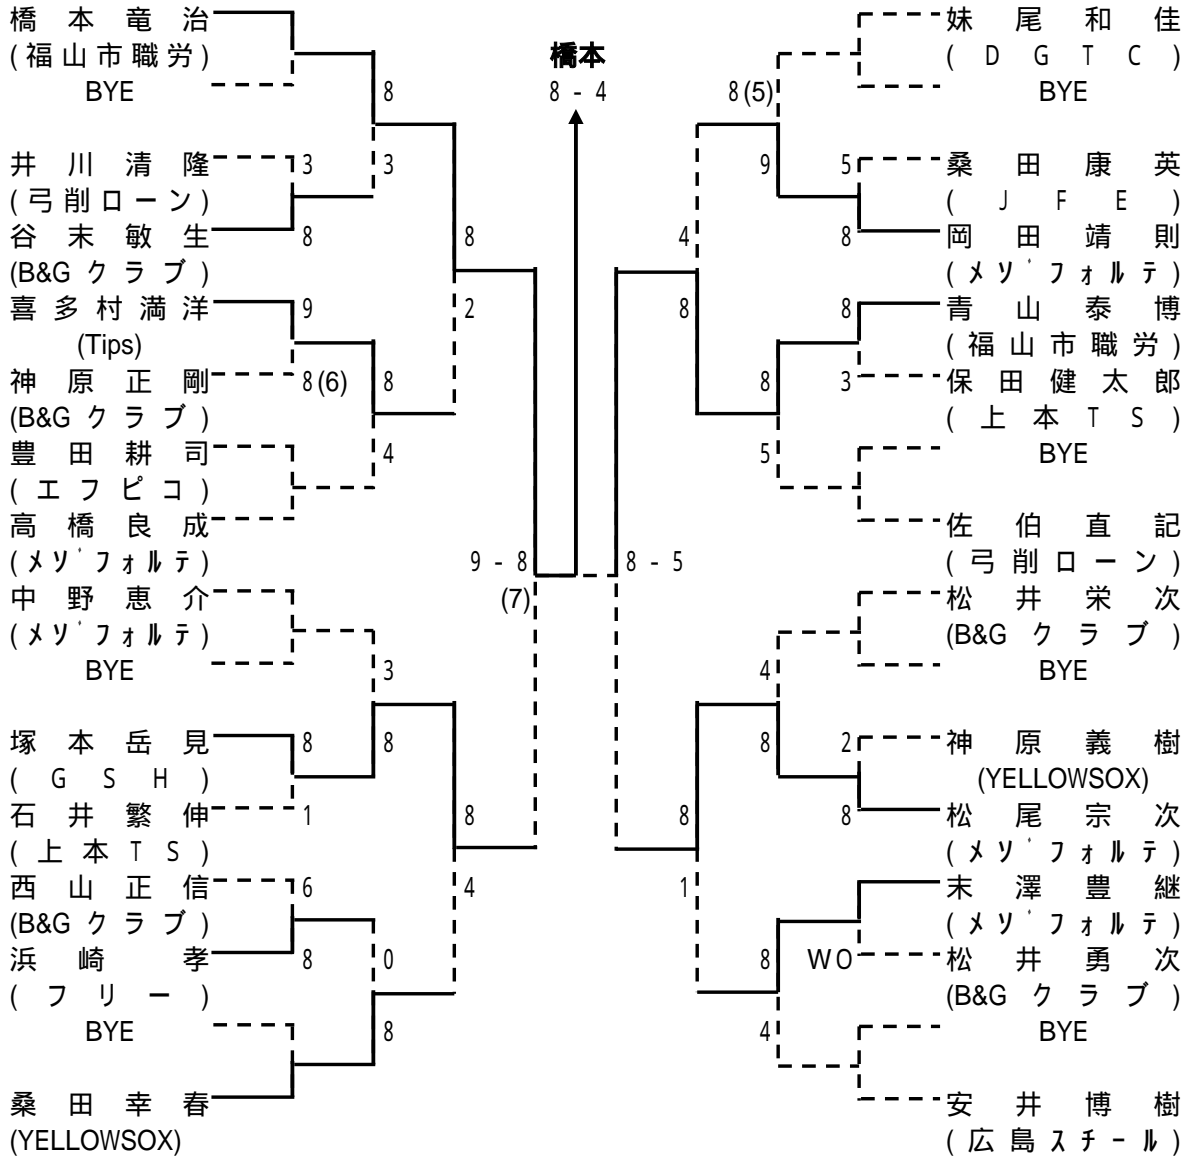 橋本竜治
(福山市職労)
BYE
井川清隆
(弓削ローン)
谷末敏生
(B&Gクラブ)
喜多村満洋
(Tips)
神原正剛
(B&Gクラブ)
豊田耕司
(エフピコ)
高橋良成
(メゾフォルテ)
中野恵介
(メゾフォルテ)
BYE
塚本岳見
(GSH)
石井繁伸
(上本TS)
西山正信
(B&Gクラブ)
浜崎孝
(フリー)
BYE
桑田幸春
(YELLOWSOX)
3
8
9
8(6)
8
1
6
8
8
3
8
4
3
8
0
8
8
2
8
4
9-8
(7)
橋本
8-4
8-5
4
8
8
1
8(5)
9
8
5
4
8
8
4
5
8
8
3
2
8
WO
妹尾和佳
(DGTC)
BYE
桑田康英
(JFE)
岡田靖則
(メゾフォルテ)
青山泰博
(福山市職労)
保田健太郎
(上本TS)
BYE
佐伯直記
(弓削ローン)
松井栄次
(B&Gクラブ)
BYE
神原義樹
(YELLOWSOX)
松尾宗次
(メゾフォルテ)
末澤豊継
(メゾフォルテ)
松井勇次
(B&Gクラブ)
BYE
安井博樹
(広島スチール)